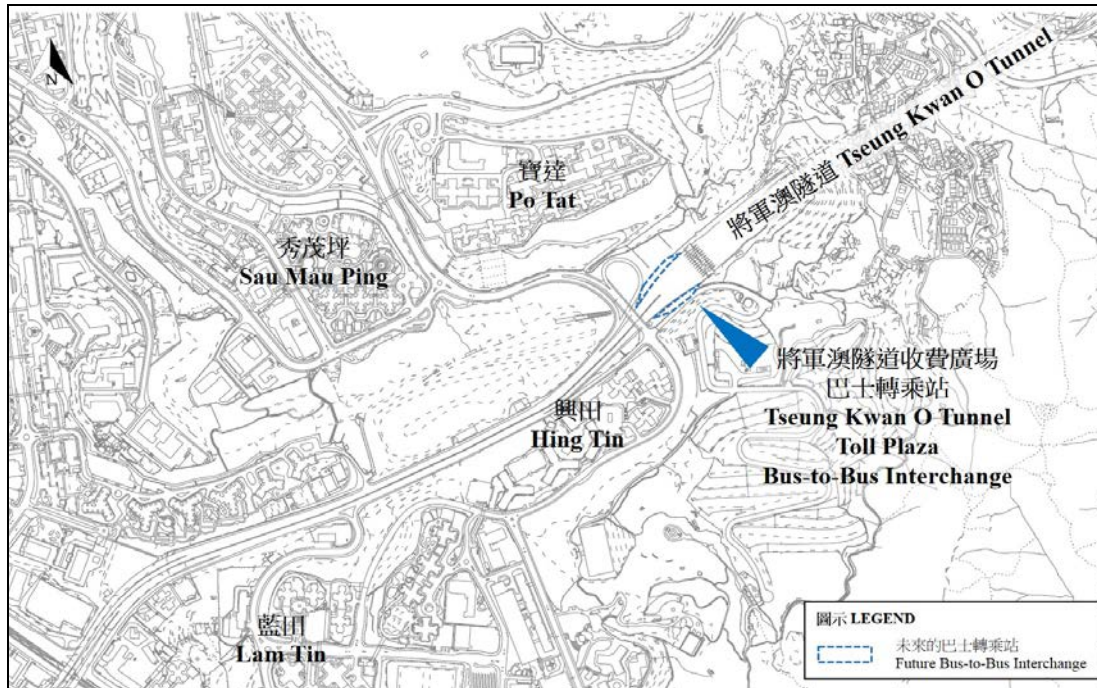 N
寶達
Po Tat
將軍澳隧道 Tseung Kwan O Tunnel
秀茂坪
Sau Mau Ping
將軍澳隧道收費廣場
巴士轉乘站
Tseung Kwan O Tunnel
Toll Plaza
Bus-to-Bus Interchange
興田
Hing Tin
藍田
Lam Tin
圖示 LEGEND
未來的巴士轉乘站
Future Bus-to-Bus Interchange